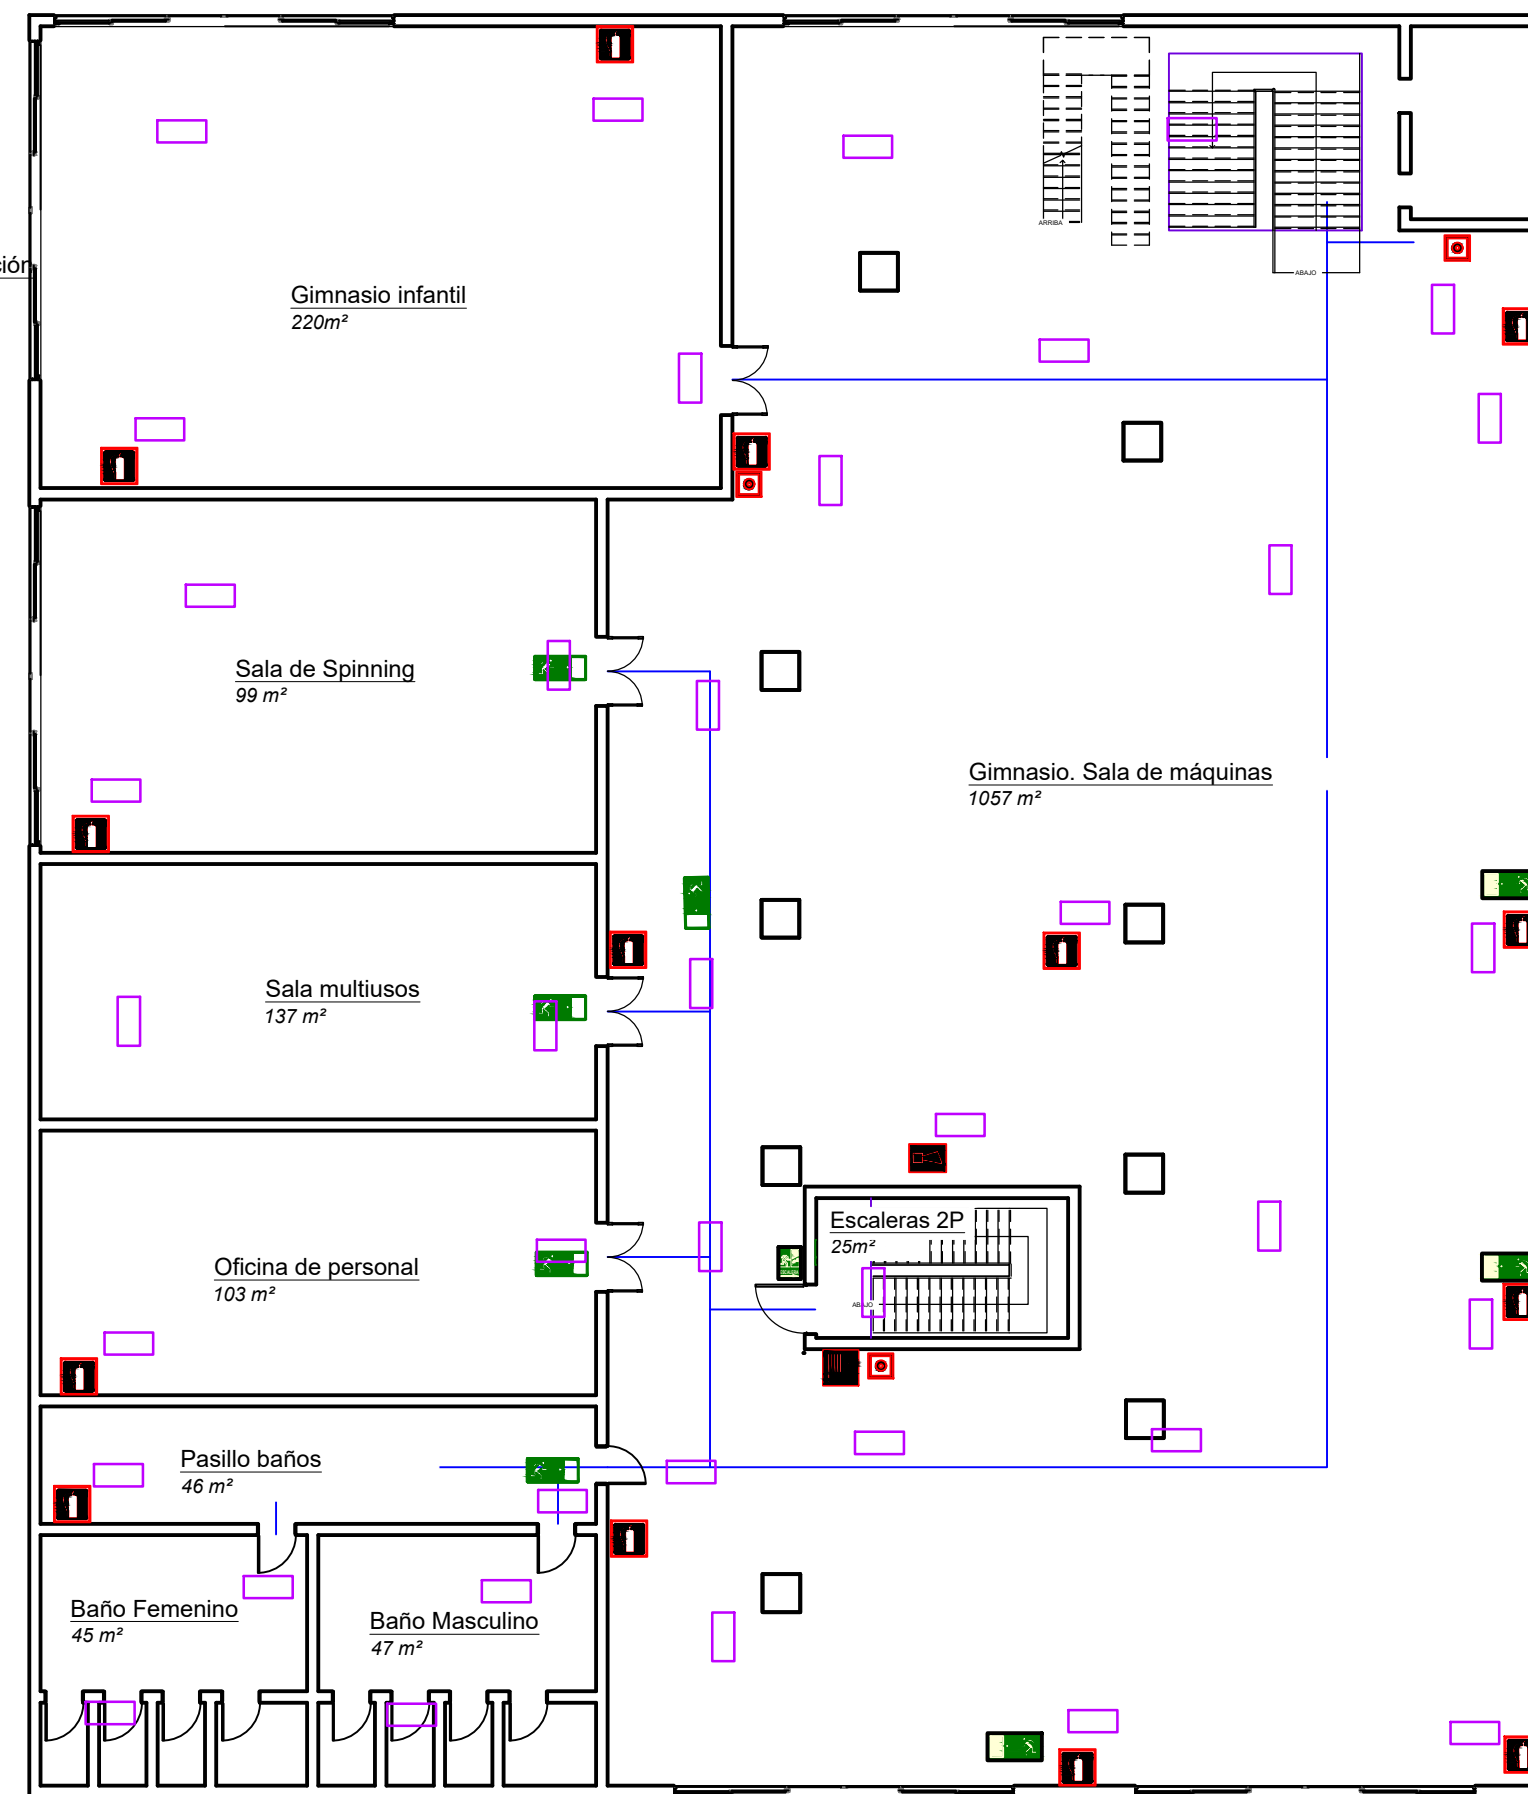 ARRIBA
ABAJO
ción
Gimnasio infantil
220m²
Sala de Spinning
99 m²
Gimnasio. Sala de máquinas
1057 m²
Sala multiusos
137 m²
Escaleras 2P
25m²
Oficina de personal
103 m²
ABAJO
Pasillo baños
46 m²
Baño Femenino
45 m²
Baño Masculino
47 m²